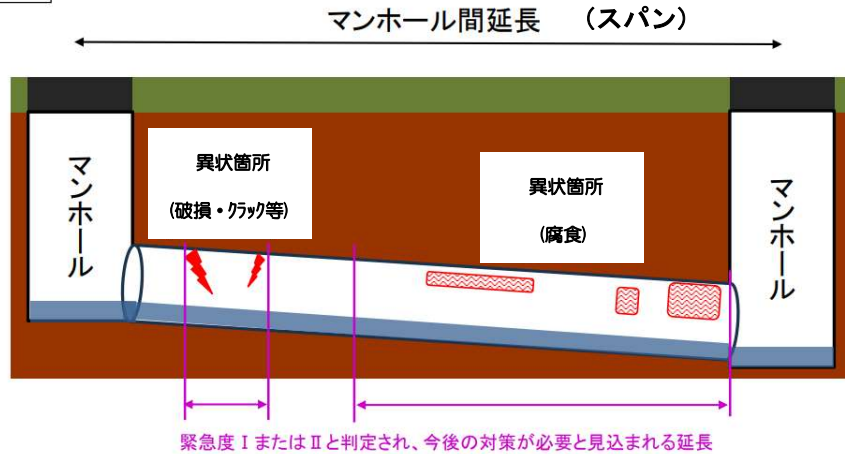 マンホール間延長　（スパン）
マンホール
異状箇所
(破損・ｸﾗｯｸ等)
異状箇所
(腐食)
マンホール
緊急度ⅠまたはⅡと判定され、今後の対策が必要と見込まれる延長